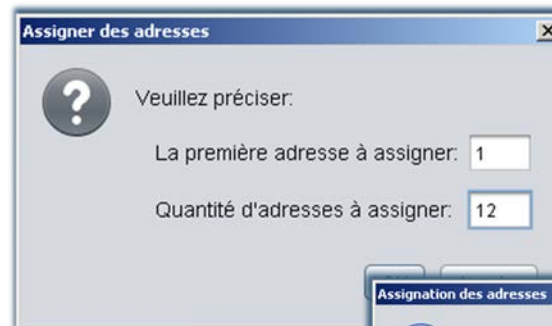 Assigner des adresses
Veuillez préciser:
La première adresse à assigner: 1
Quantité d'adresses à assigner: 12
Assignation des adresses